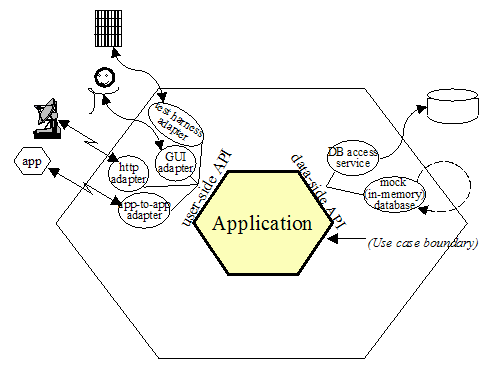 test harness
adapter
app
http
adapter
GUI
adapter
app-to-app
adapter
user-side API
Application
data-side API
DB access
service
mock
in-memory
database
(Use case boundary)